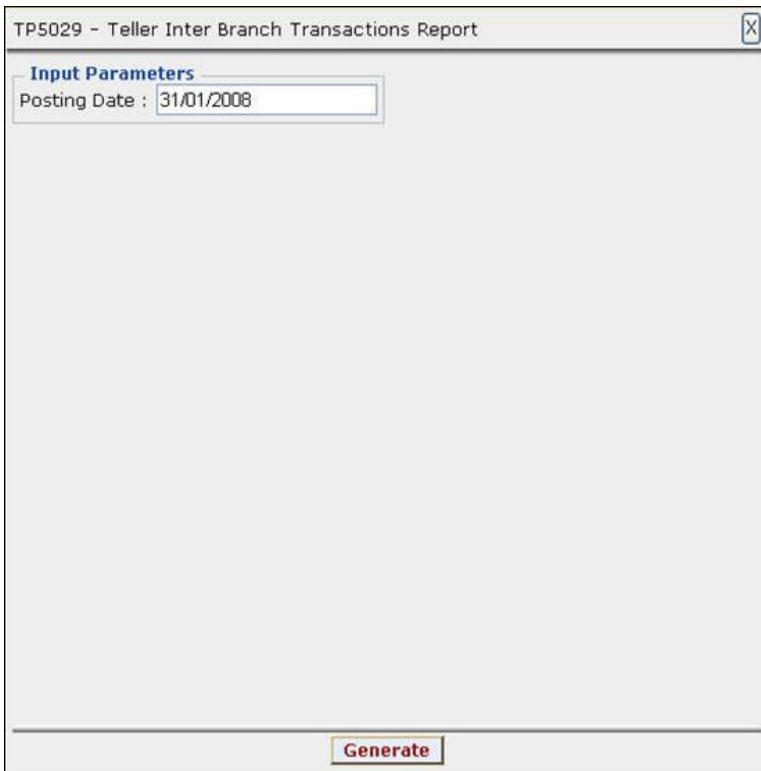 TP5029 - Teller Inter Branch Transactions Report X
Input Parameters
Posting Date : 31/01/2008
Generate